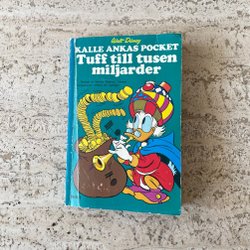 Walt Disney
KALLE ANKAS POCKET
Tuff till tusen
miljarder